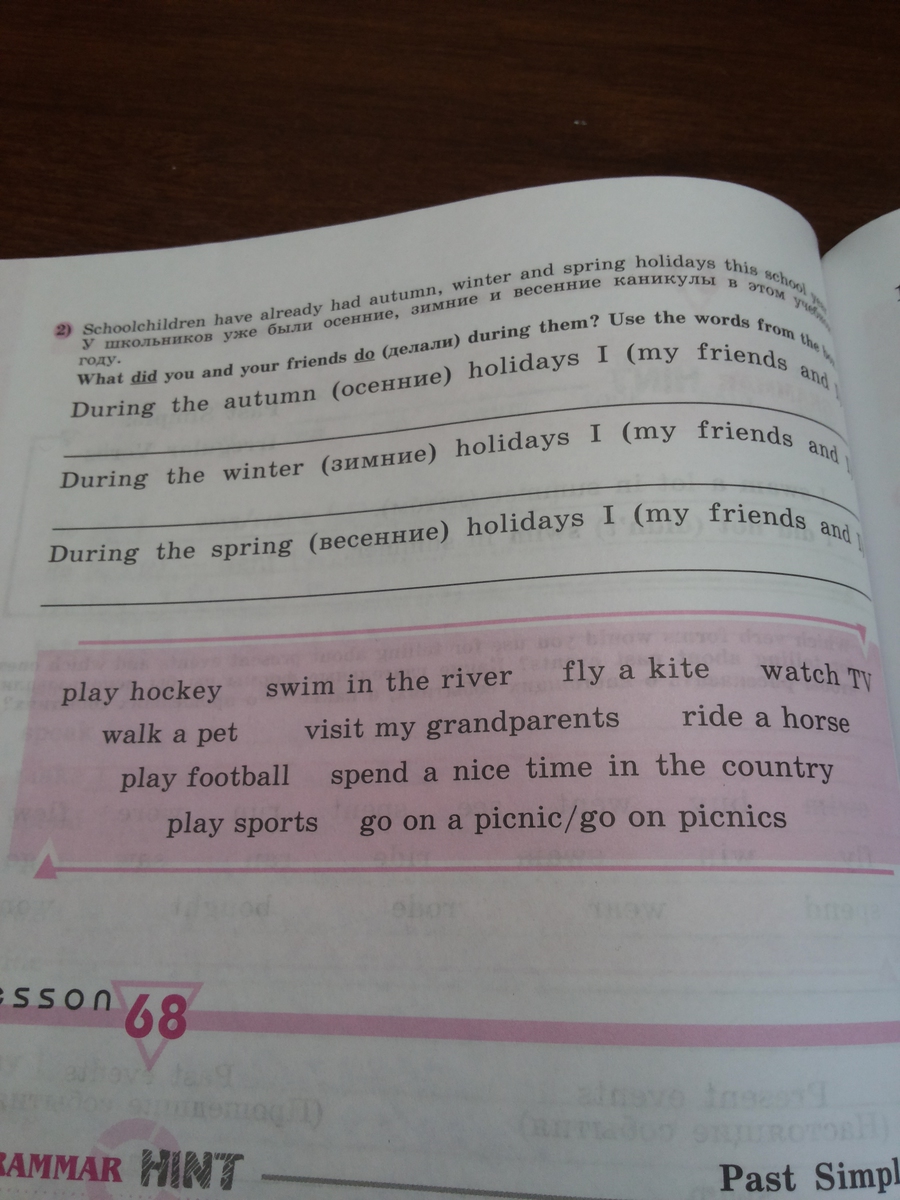 2) Schoolchildren have already had autumn, winter and spring holidays this school
У школьников уже были осенние, зимние и весенние каникулы в этом
году.
What did you and your friends do (делали) during them? Use the words from the
During the autumn (осенние) holidays I (my friends and
During the winter (зимние) holidays I (my friends and
During the spring (весенние) holidays I (my friends and
play hockey swim in the river fly a kite watch TV
walk a pet visit my grandparents ride a horse
play football spend a nice time in the country
play sports go on a picnic/go on picnics
esson 68
RAMMAR HINT
Past Simpl